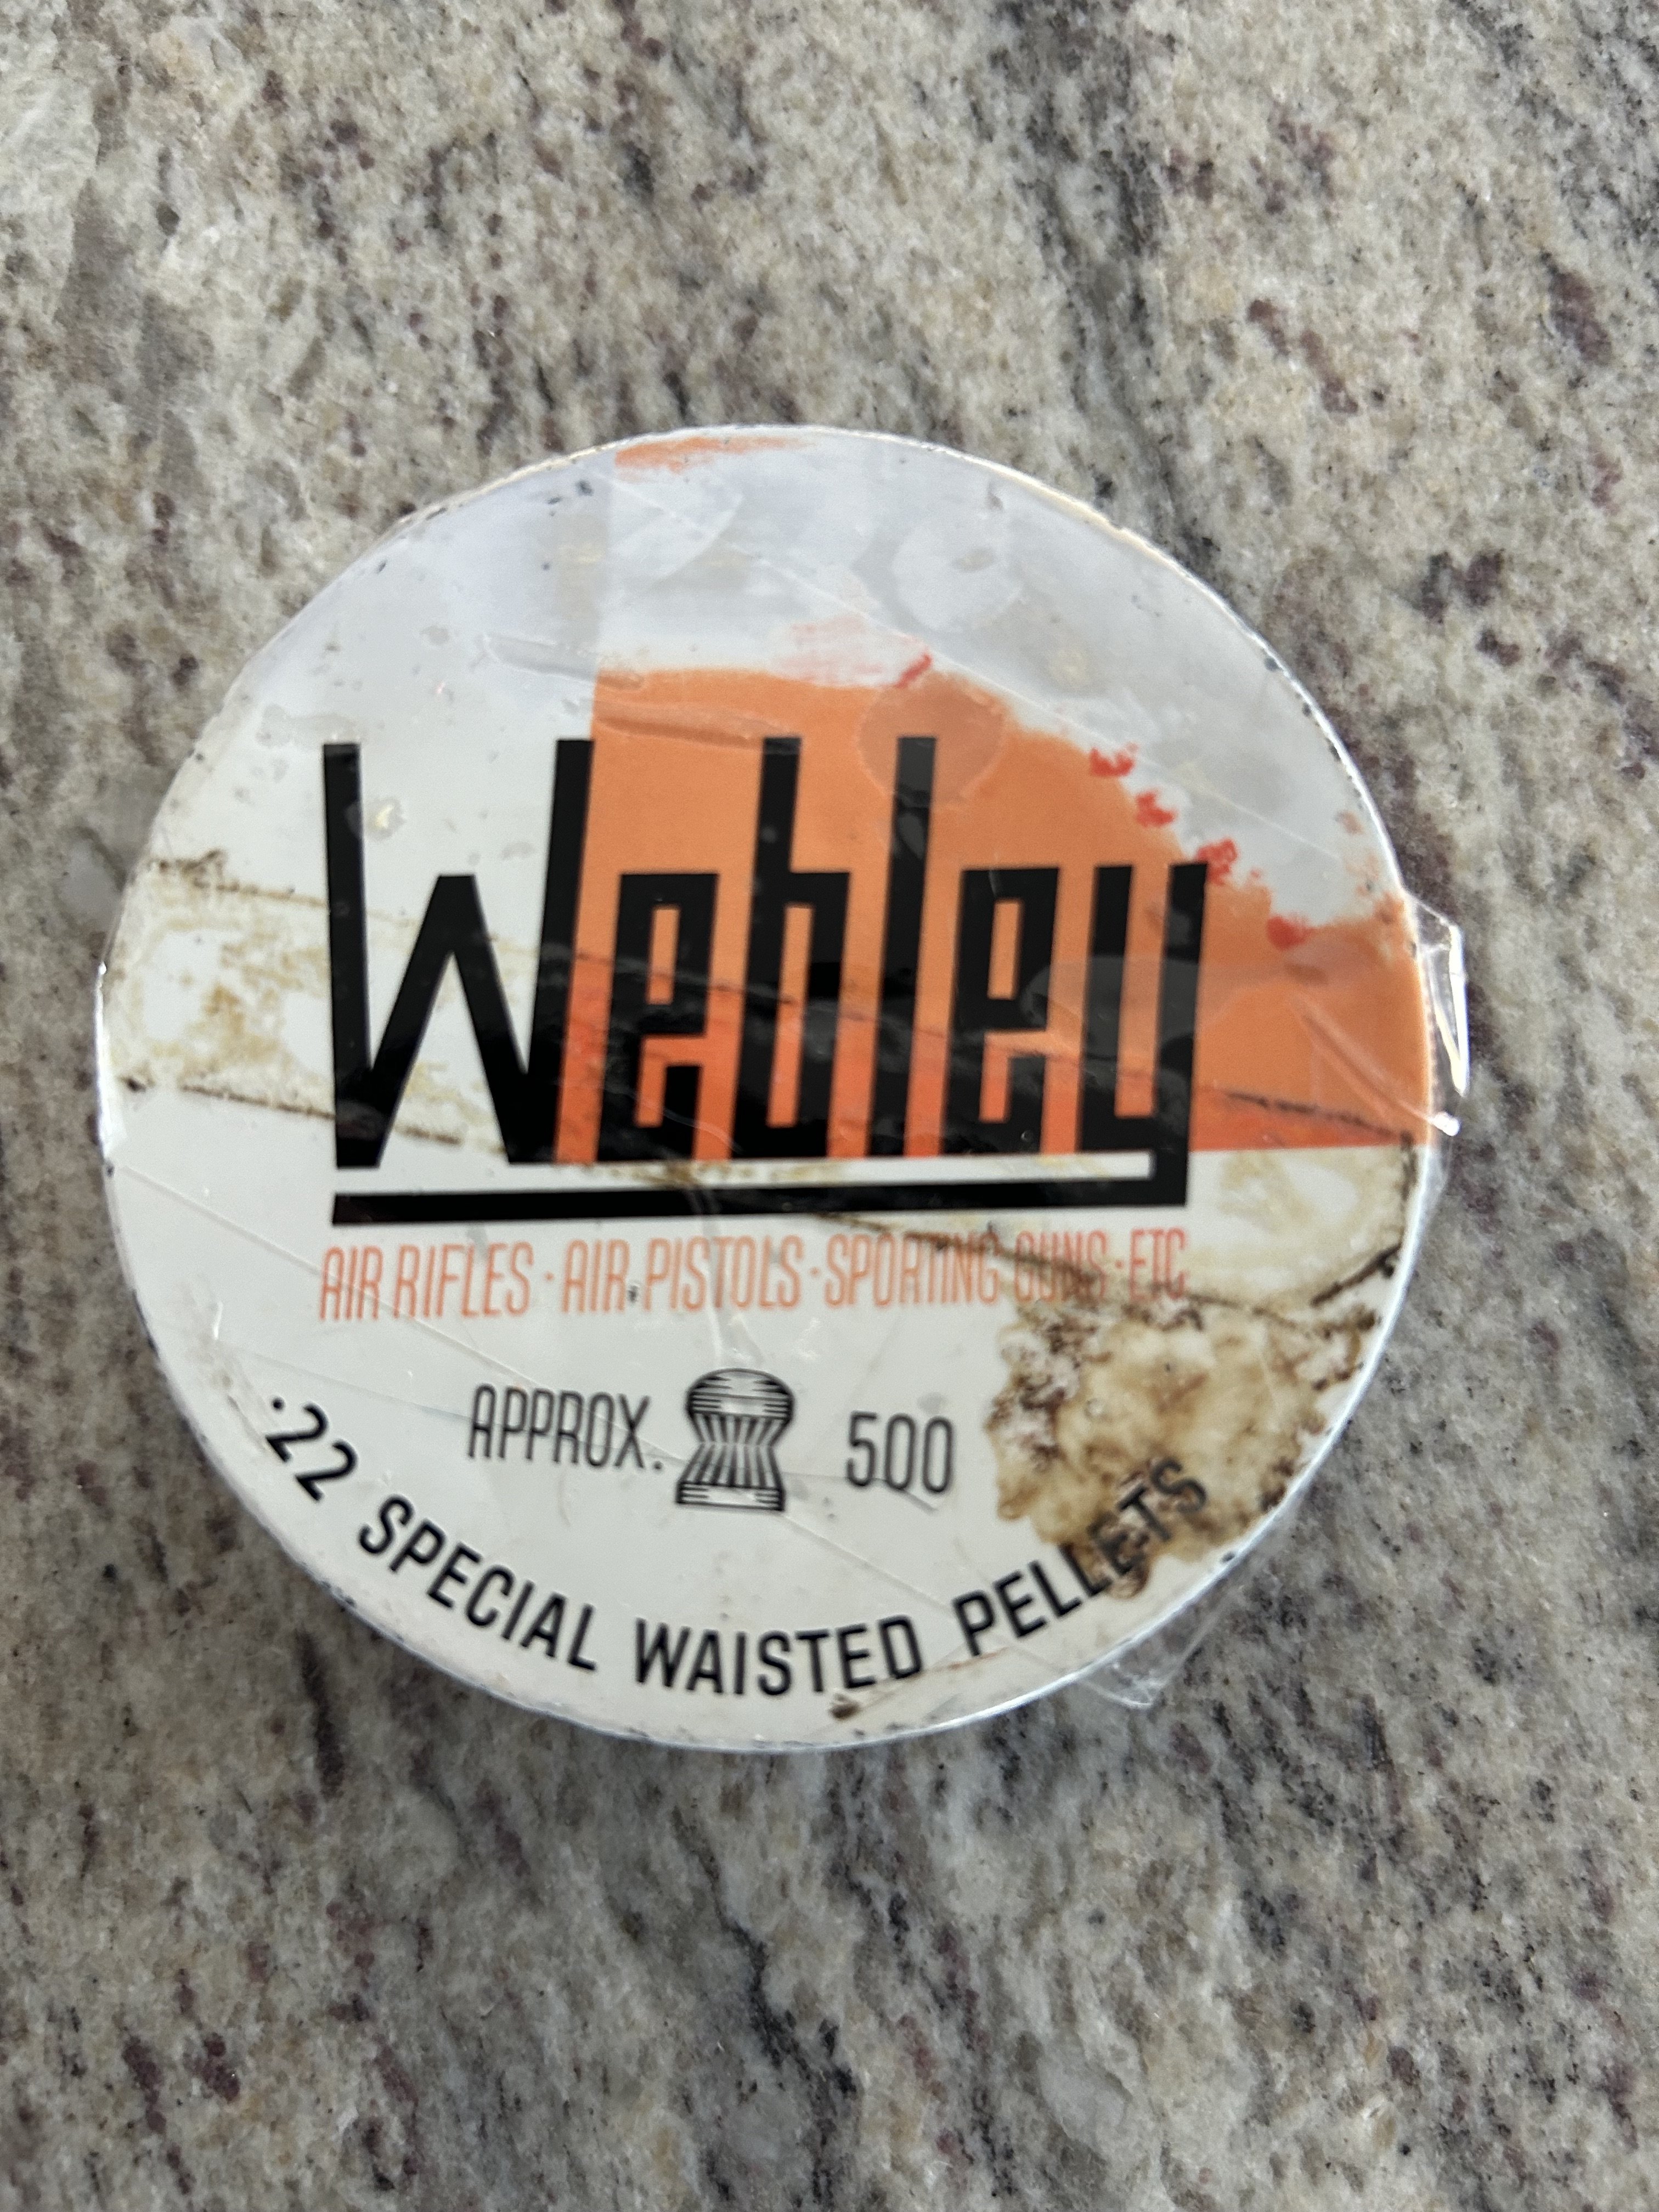 Webley
AIR RIFLES · AIR PISTOLS · SPORTING GUNS · ETC
APPROX. 500
.22 SPECIAL WAISTED PELLETS